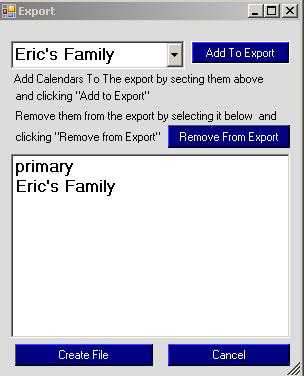 Export
Eric's Family
Add To Export
Add Calendars To The export by secting them above
and clicking "Add to Export"
Remove them from the export by selecting it below and
clicking "Remove from Export"
Remove From Export
primary
Eric's Family
Create File
Cancel